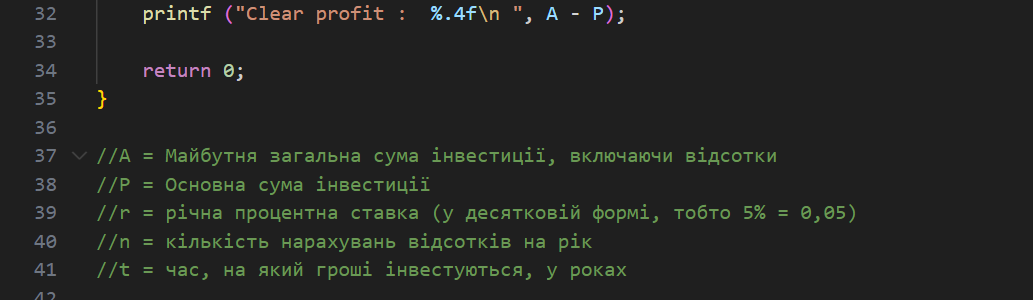 32 printf ("Clear profit :  %.4f\n ", A - P);
33
34 return 0;
35 }
36
37 //A = Майбутня загальна сума інвестиції, включаючи відсотки
38 //P = Основна сума інвестиції
39 //r = річна процентна ставка (у десятковій формі, тобто 5% = 0,05)
40 //n = кількість нарахувань відсотків на рік
41 //t = час, на який гроші інвестуються, у роках
42